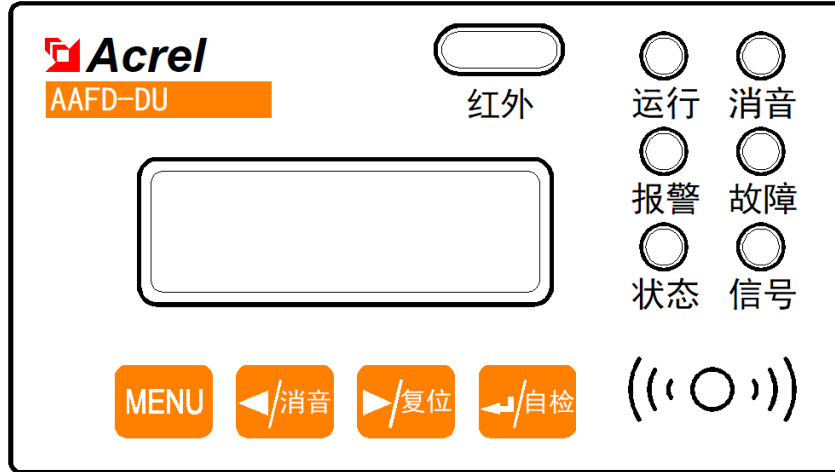 Acrel
AAFD-DU
红外
运行 消音
报警 故障
状态 信号
MENU
/消音
/复位
/自检